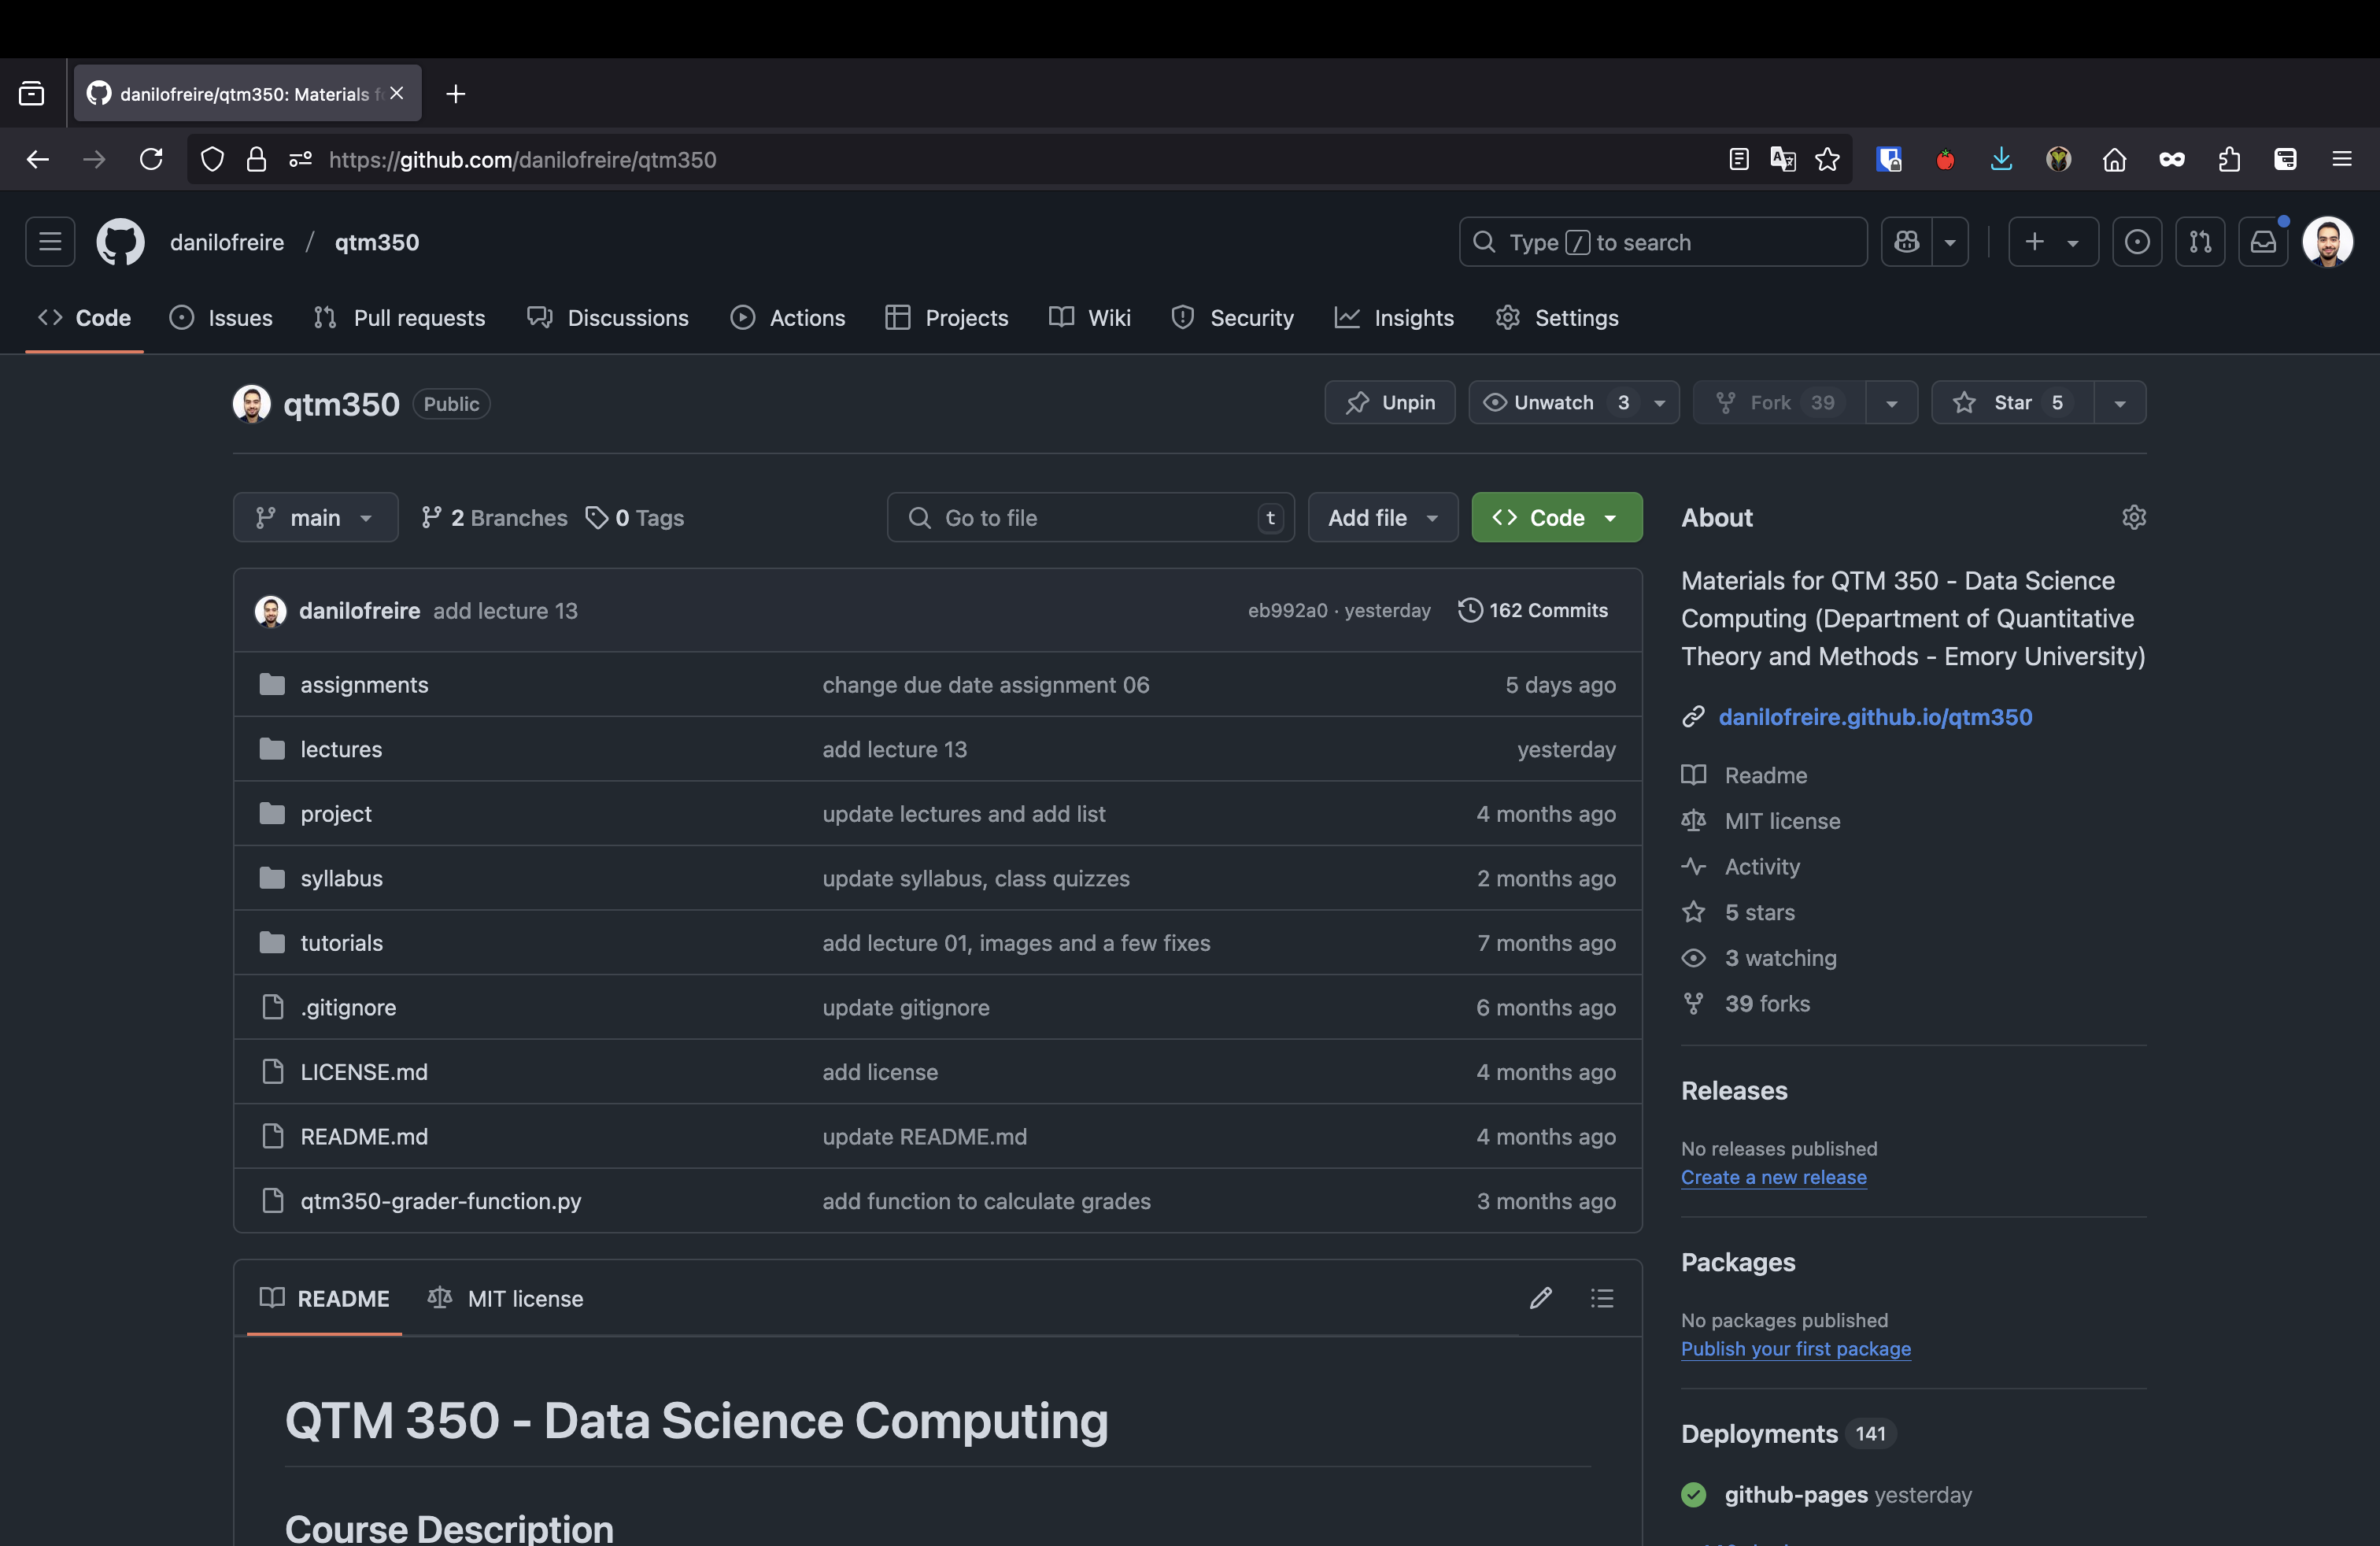 danilofreire/qtm350: Materials
https://github.com/danilofreire/qtm350
danilofreire / qtm350
Type / to search
Code
Issues
Pull requests
Discussions
Actions
Projects
Wiki
Security
Insights
Settings
qtm350 Public
Unpin
Unwatch 3
Fork 39
Star 5
main
2 Branches
0 Tags
Go to file t
Add file
Code
danilofreire add lecture 13 eb992a0 · yesterday 162 Commits
assignments change due date assignment 06 5 days ago
lectures add lecture 13 yesterday
project update lectures and add list 4 months ago
syllabus update syllabus, class quizzes 2 months ago
tutorials add lecture 01, images and a few fixes 7 months ago
.gitignore update gitignore 6 months ago
LICENSE.md add license 4 months ago
README.md update README.md 4 months ago
qtm350-grader-function.py add function to calculate grades 3 months ago
README
MIT license
QTM 350 - Data Science Computing
Course Description
About
Materials for QTM 350 - Data Science
Computing (Department of Quantitative
Theory and Methods - Emory University)
danilofreire.github.io/qtm350
Readme
MIT license
Activity
5 stars
3 watching
39 forks
Releases
No releases published
Create a new release
Packages
No packages published
Publish your first package
Deployments 141
github-pages yesterday